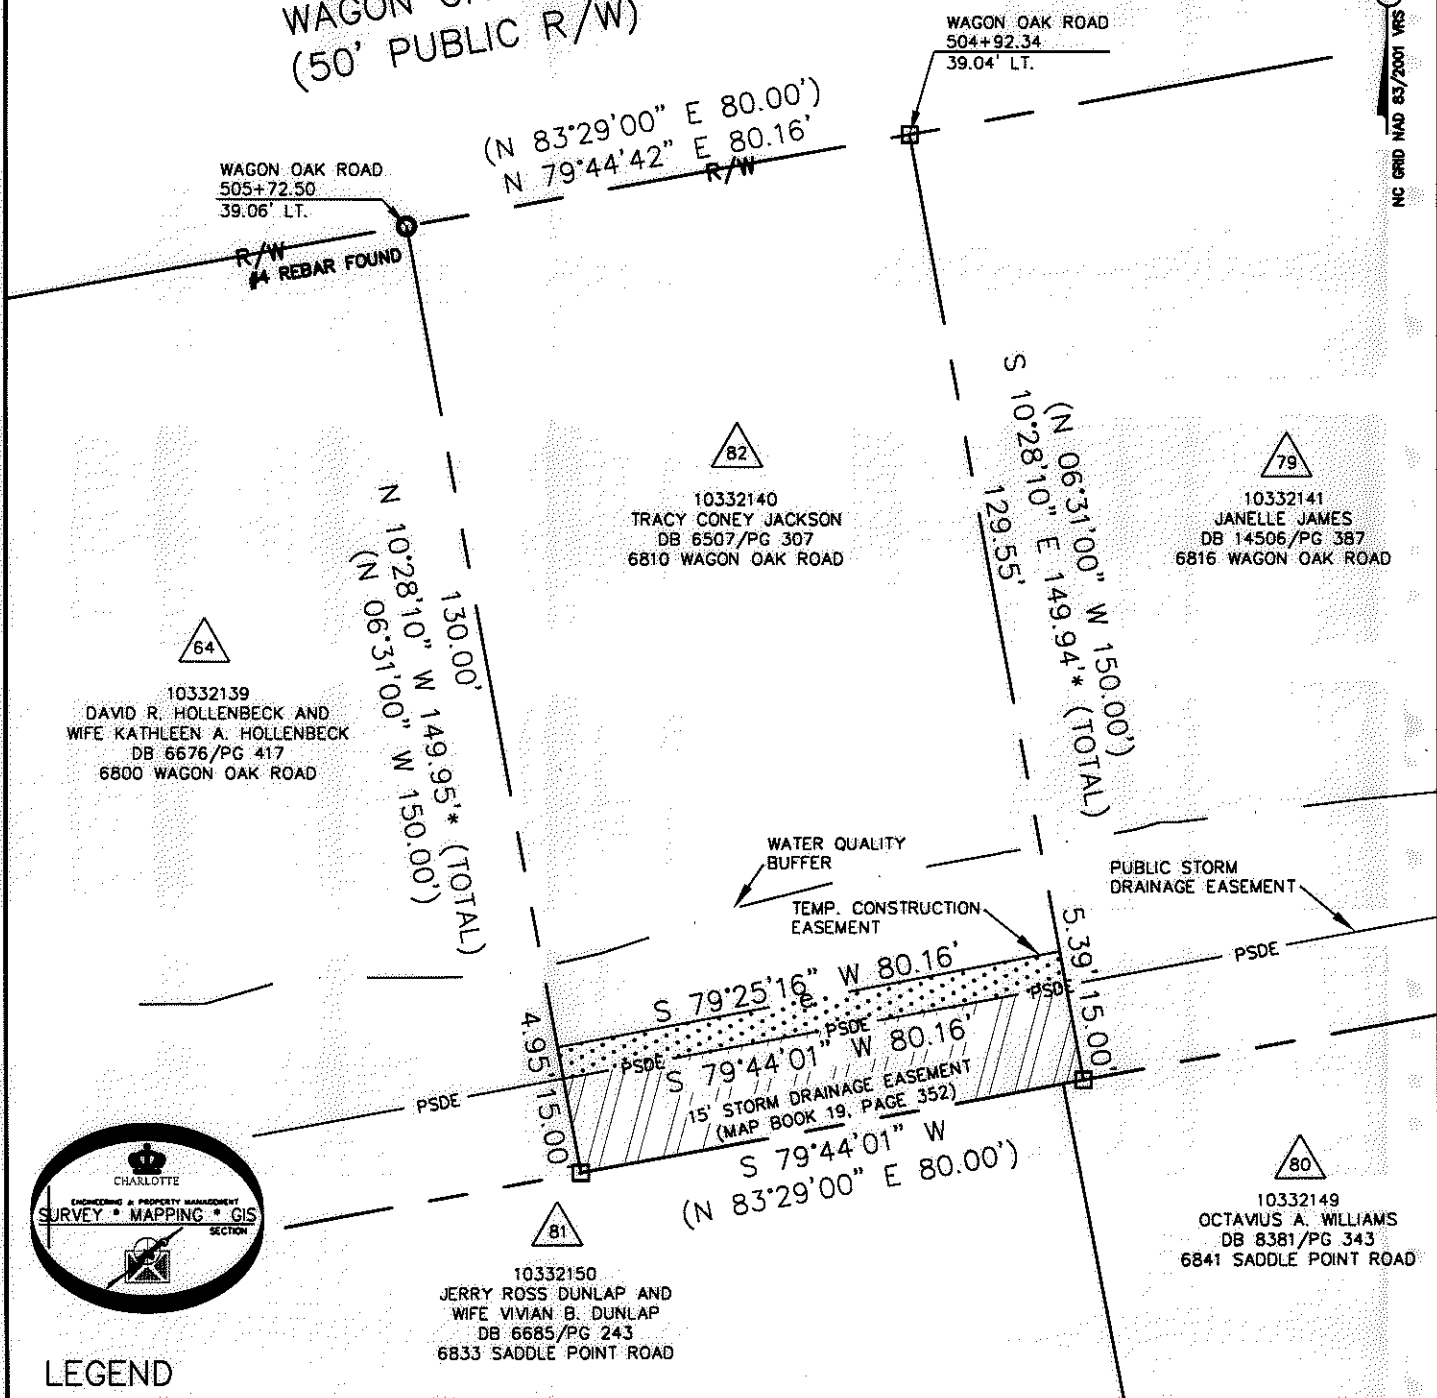 WAGON
(50' PUBLIC R/W)
WAGON OAK ROAD
504+92.34
39.04' LT.
NC GRID NAD 83/2001 VRS
(N 83°29'00" E 80.00')
N 79°44'42" E 80.16'
R/W
WAGON OAK ROAD
505+72.50
39.06' LT.
R/W
#4 REBAR FOUND
82
10332140
TRACY CONEY JACKSON
DB 6507/PG 307
6810 WAGON OAK ROAD
79
10332141
JANELLE JAMES
DB 14506/PG 387
6816 WAGON OAK ROAD
(N 06°31'00" W 150.00')
S 10°28'10" E 149.94'* (TOTAL)
129.55'
130.00'
N 10°28'10" W 149.95'* (TOTAL)
(N 06°31'00" W 150.00')
64
10332139
DAVID R. HOLLENBECK AND
WIFE KATHLEEN A. HOLLENBECK
DB 6676/PG 417
6800 WAGON OAK ROAD
WATER QUALITY
BUFFER
TEMP. CONSTRUCTION
EASEMENT
PUBLIC STORM
DRAINAGE EASEMENT
5.39'
15.00'
PSDE
S 79°25'16" W 80.16'
e
PSDE
PSDE
PSDE
S 79°44'01" W 80.16'
4.95'
15.00'
PSDE
15' STORM DRAINAGE EASEMENT
(MAP BOOK 19, PAGE 352)
S 79°44'01" W
(N 83°29'00" E 80.00')
CHARLOTTE
ENGINEERING & PROPERTY MANAGEMENT
SURVEY * MAPPING * GIS
SECTION
81
10332150
JERRY ROSS DUNLAP AND
WIFE VIVIAN B. DUNLAP
DB 6685/PG 243
6833 SADDLE POINT ROAD
80
10332149
OCTAVIUS A. WILLIAMS
DB 8381/PG 343
6841 SADDLE POINT ROAD
LEGEND